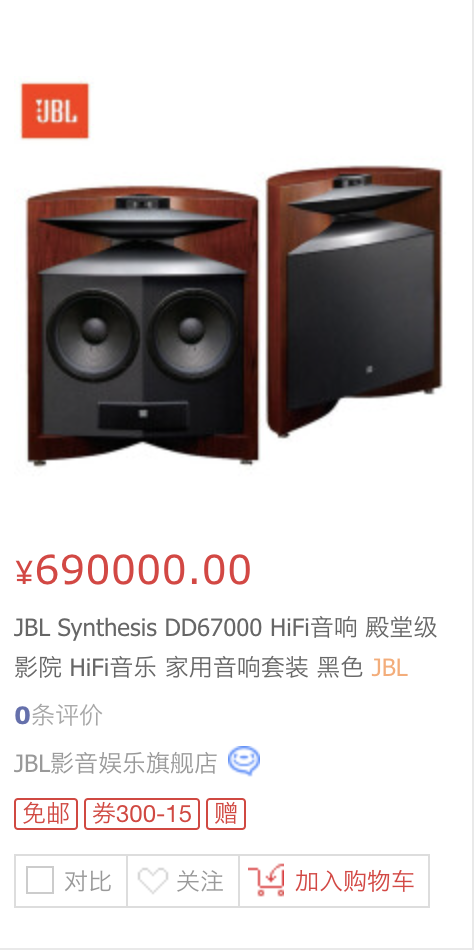 JBL
¥690000.00
JBL Synthesis DD67000 HiFi音响 殿堂级
影院 HiFi音乐 家用音响套装 黑色 JBL
0条评价
JBL影音娱乐旗舰店
免邮 券300-15 赠
对比 关注 加入购物车